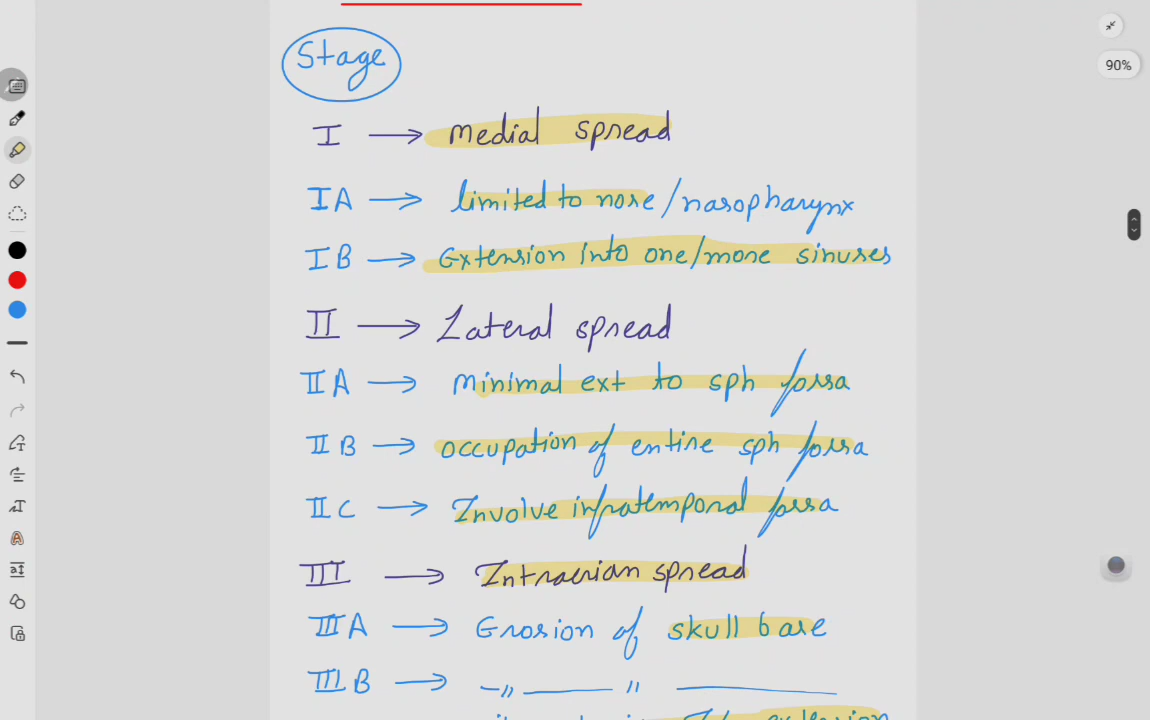 90%
Stage
I → Medial spread
IA → limited to nose/nasopharynx
IB → Extension into one/more sinuses
II → Lateral spread
IIA → Minimal ext to sph fossa
IIB → occupation of entire sph fossa
IIC → Involve infratemporal fossa
III → Intracrian spread
IIIA → Erosion of skull base
IIIB → —〃——— 〃 ————
extension